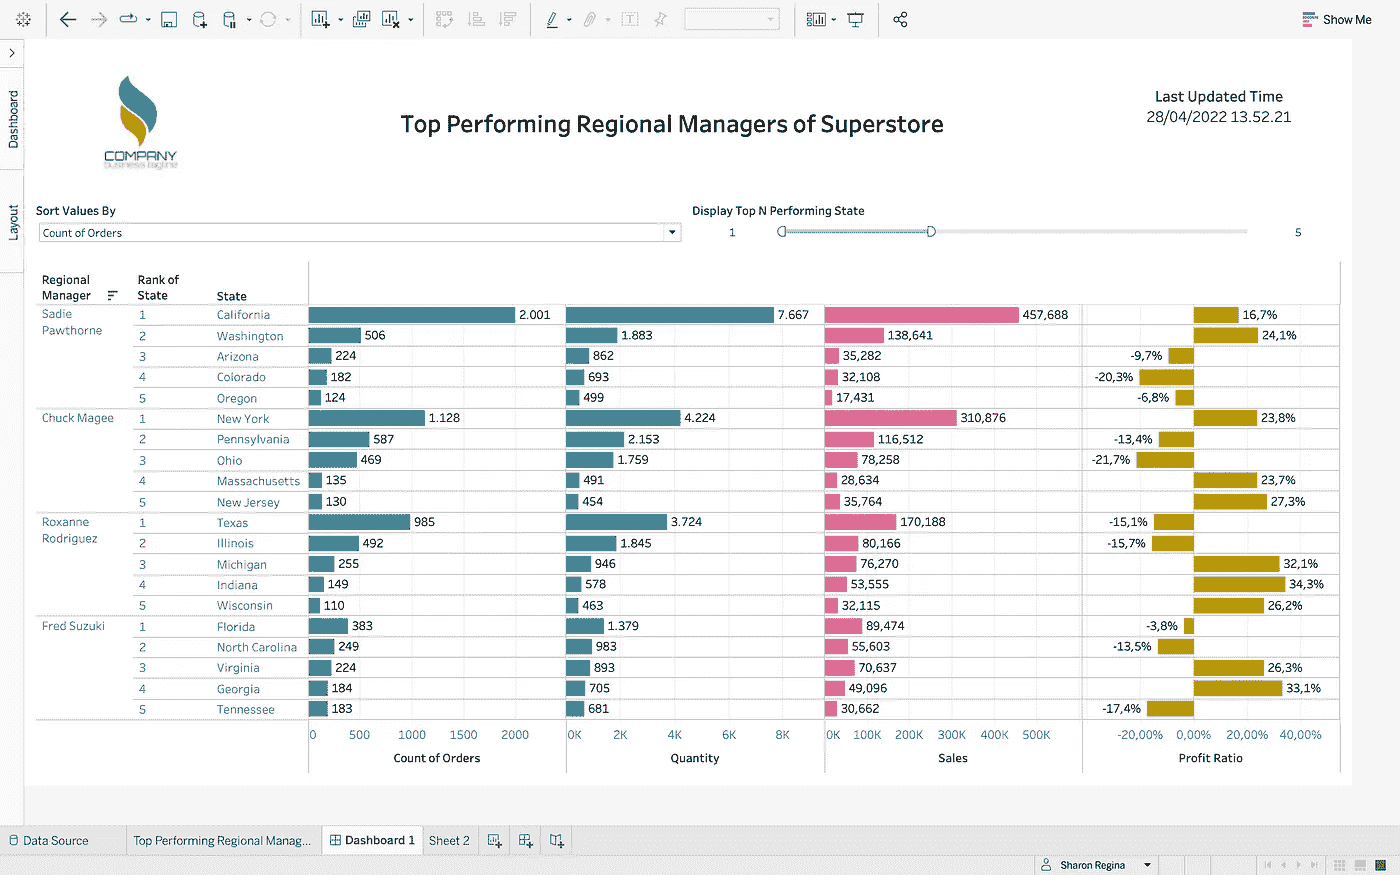 Show Me
Dashboard
Layout
COMPANY
business tagline
Top Performing Regional Managers of Superstore
Last Updated Time
28/04/2022 13.52.21
Sort Values By
Count of Orders
Display Top N Performing State
1 5
Regional Manager Rank of State State
Sadie Pawthorne 1 California 2.001 7.667 457,688 16,7%
2 Washington 506 1.883 138,641 24,1%
3 Arizona 224 862 35,282 -9,7%
4 Colorado 182 693 32,108 -20,3%
5 Oregon 124 499 17,431 -6,8%
Chuck Magee 1 New York 1.128 4.224 310,876 23,8%
2 Pennsylvania 587 2.153 116,512 -13,4%
3 Ohio 469 1.759 78,258 -21,7%
4 Massachusetts 135 491 28,634 23,7%
5 New Jersey 130 454 35,764 27,3%
Roxanne Rodriguez 1 Texas 985 3.724 170,188 -15,1%
2 Illinois 492 1.845 80,166 -15,7%
3 Michigan 255 946 76,270 32,1%
4 Indiana 149 578 53,555 34,3%
5 Wisconsin 110 463 32,115 26,2%
Fred Suzuki 1 Florida 383 1.379 89,474 -3,8%
2 North Carolina 249 983 55,603 -13,5%
3 Virginia 224 893 70,637 26,3%
4 Georgia 184 705 49,096 33,1%
5 Tennessee 183 681 30,662 -17,4%
0 500 1000 1500 2000 0K 2K 4K 6K 8K 0K 100K 200K 300K 400K 500K -20,00% 0,00% 20,00% 40,00%
Count of Orders Quantity Sales Profit Ratio
Data Source Top Performing Regional Manag... Dashboard 1 Sheet 2
Sharon Regina